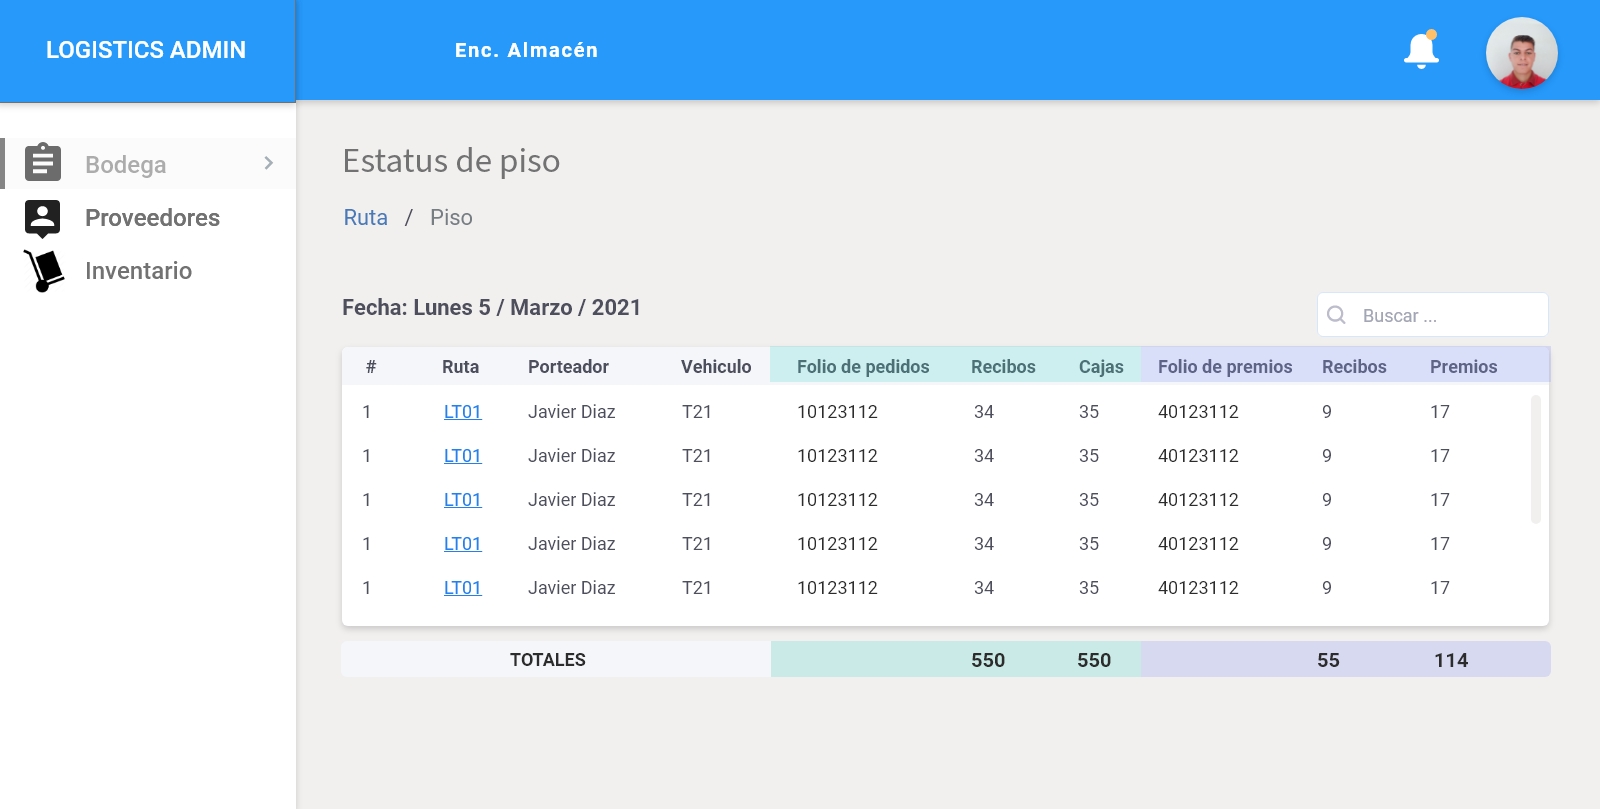 LOGISTICS ADMIN
Enc. Almacén
Bodega
Proveedores
Inventario
Estatus de piso
Ruta / Piso
Fecha: Lunes 5 / Marzo / 2021
Buscar ...
# Ruta Porteador Vehiculo Folio de pedidos Recibos Cajas Folio de premios Recibos Premios
1 LT01 Javier Diaz T21 10123112 34 35 40123112 9 17
1 LT01 Javier Diaz T21 10123112 34 35 40123112 9 17
1 LT01 Javier Diaz T21 10123112 34 35 40123112 9 17
1 LT01 Javier Diaz T21 10123112 34 35 40123112 9 17
1 LT01 Javier Diaz T21 10123112 34 35 40123112 9 17
TOTALES 550 550 55 114